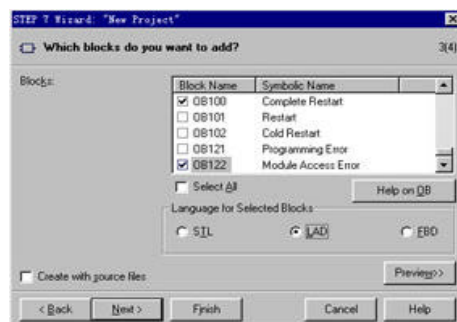 STEP 7 Wizard: "New Project"
Which blocks do you want to add? 3(4)
Blocks:
Block Name Symbolic Name
OB100 Complete Restart
OB101 Restart
OB102 Cold Restart
OB121 Programming Error
OB122 Module Access Error
Select All
Help on OB
Language for Selected Blocks
STL LAD FBD
Create with source files
Preview>>
< Back Next > Finish Cancel Help